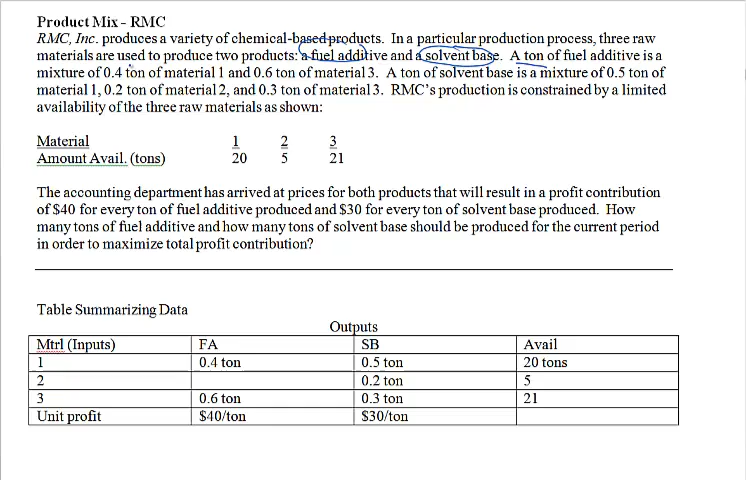 Product Mix - RMC
RMC, Inc. produces a variety of chemical-based products. In a particular production process, three raw
materials are used to produce two products: a fuel additive and a solvent base. A ton of fuel additive is a
mixture of 0.4 ton of material 1 and 0.6 ton of material 3. A ton of solvent base is a mixture of 0.5 ton of
material 1, 0.2 ton of material 2, and 0.3 ton of material 3. RMC's production is constrained by a limited
availability of the three raw materials as shown:
Material 1 2 3
Amount Avail. (tons) 20 5 21
The accounting department has arrived at prices for both products that will result in a profit contribution
of $40 for every ton of fuel additive produced and $30 for every ton of solvent base produced. How
many tons of fuel additive and how many tons of solvent base should be produced for the current period
in order to maximize total profit contribution?
Table Summarizing Data
Outputs
Mtrl (Inputs) FA SB Avail
1 0.4 ton 0.5 ton 20 tons
2 0.2 ton 5
3 0.6 ton 0.3 ton 21
Unit profit $40/ton $30/ton